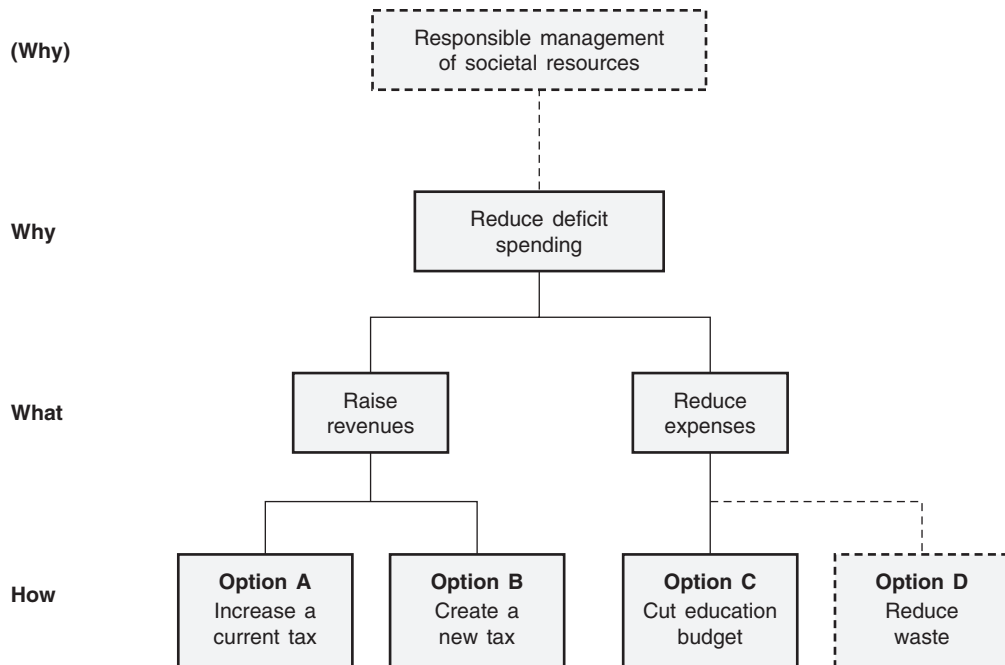 (Why)
Responsible management
of societal resources
Why
Reduce deficit
spending
What
Raise
revenues
Reduce
expenses
How
Option A
Increase a
current tax
Option B
Create a
new tax
Option C
Cut education
budget
Option D
Reduce
waste